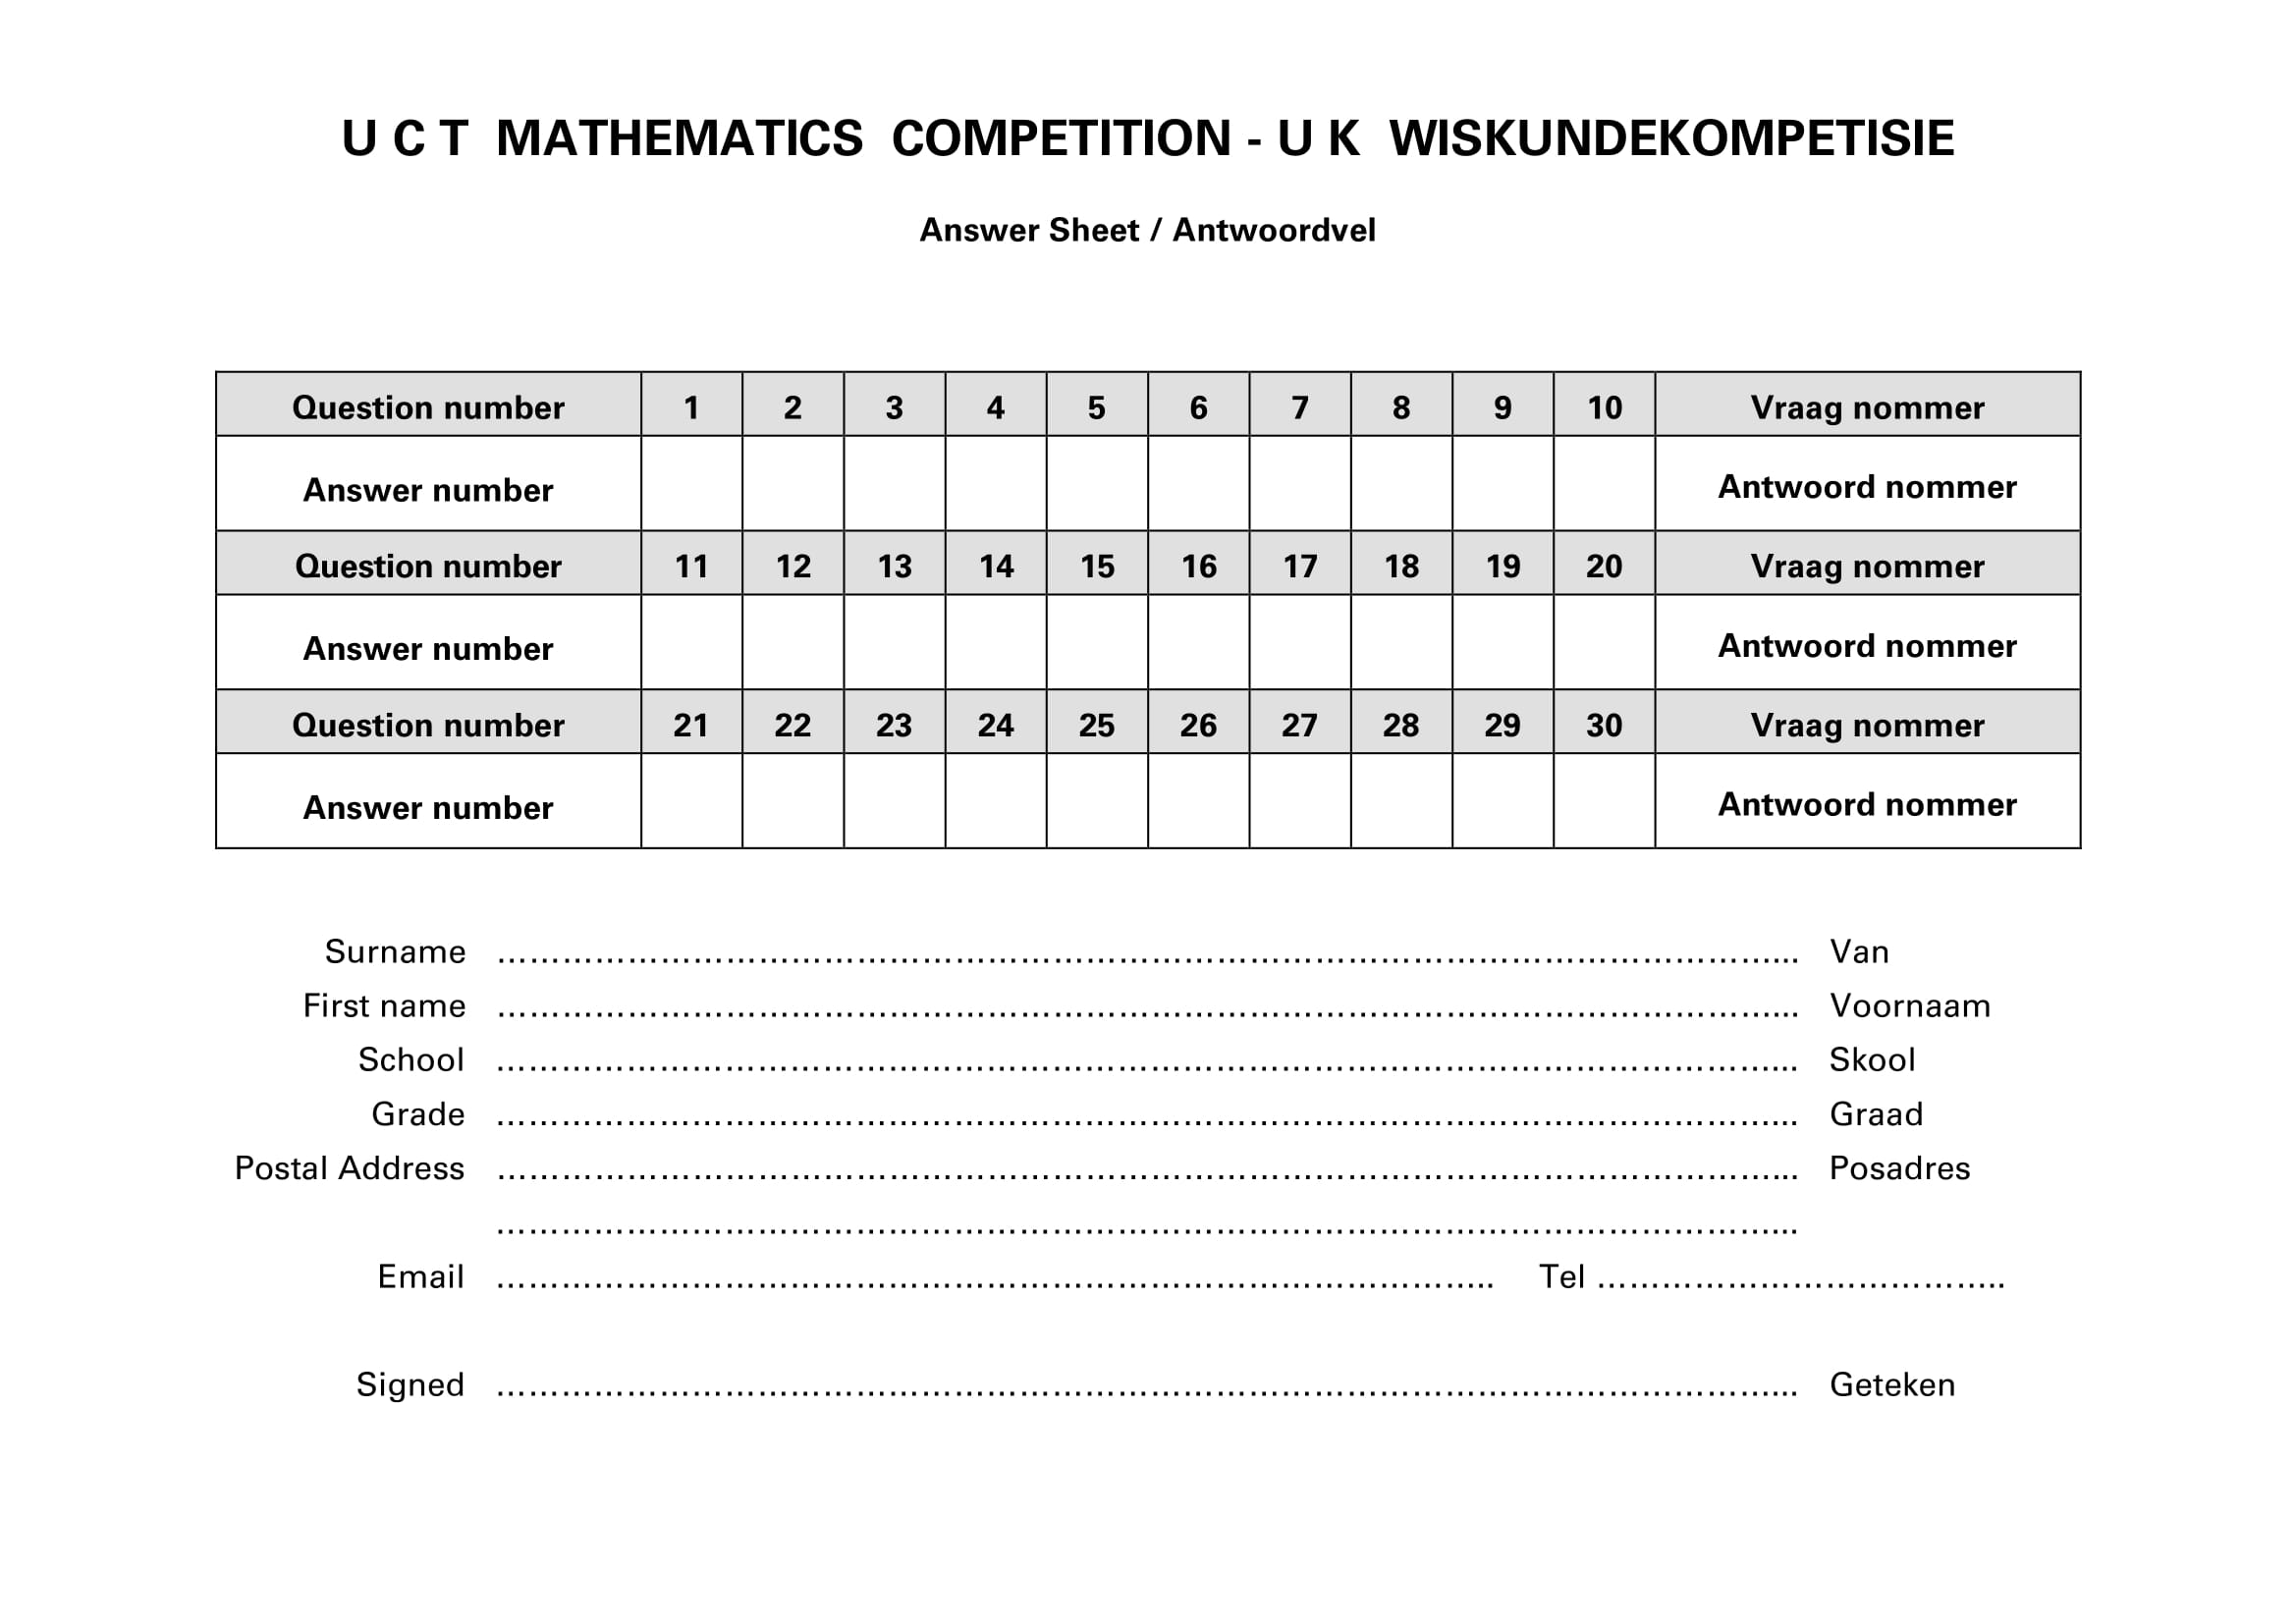 U C T MATHEMATICS COMPETITION - U K WISKUNDEKOMPETISIE
Answer Sheet / Antwoordvel
Question number 1 2 3 4 5 6 7 8 9 10 Vraag nommer
Answer number Antwoord nommer
Question number 11 12 13 14 15 16 17 18 19 20 Vraag nommer
Answer number Antwoord nommer
Question number 21 22 23 24 25 26 27 28 29 30 Vraag nommer
Answer number Antwoord nommer
Surname ........................................ Van
First name ........................................ Voornaam
School ........................................ Skool
Grade ........................................ Graad
Postal Address ........................................ Posadres
........................................
Email ........................................ Tel ....................
Signed ........................................ Geteken